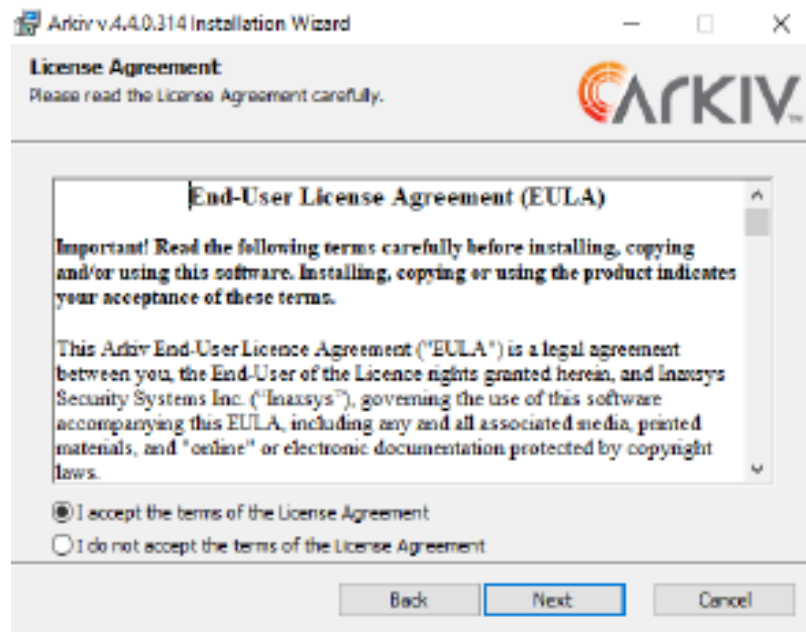 Arkiv v.4.4.0.314 Installation Wizard
License Agreement
Please read the License Agreement carefully.
ARKIV
TM
End-User License Agreement (EULA)
Important! Read the following terms carefully before installing, copying
and/or using this software. Installing, copying or using the product indicates
your acceptance of these terms.
This Arkiv End-User Licence Agreement ("EULA") is a legal agreement
between you, the End-User of the Licence rights granted herein, and Inaxsys
Security Systems Inc. ("Inaxsys"), governing the use of this software
accompanying this EULA, including any and all associated media, printed
materials, and "online" or electronic documentation protected by copyright
laws.
I accept the terms of the License Agreement
I do not accept the terms of the License Agreement
Back Next Cancel